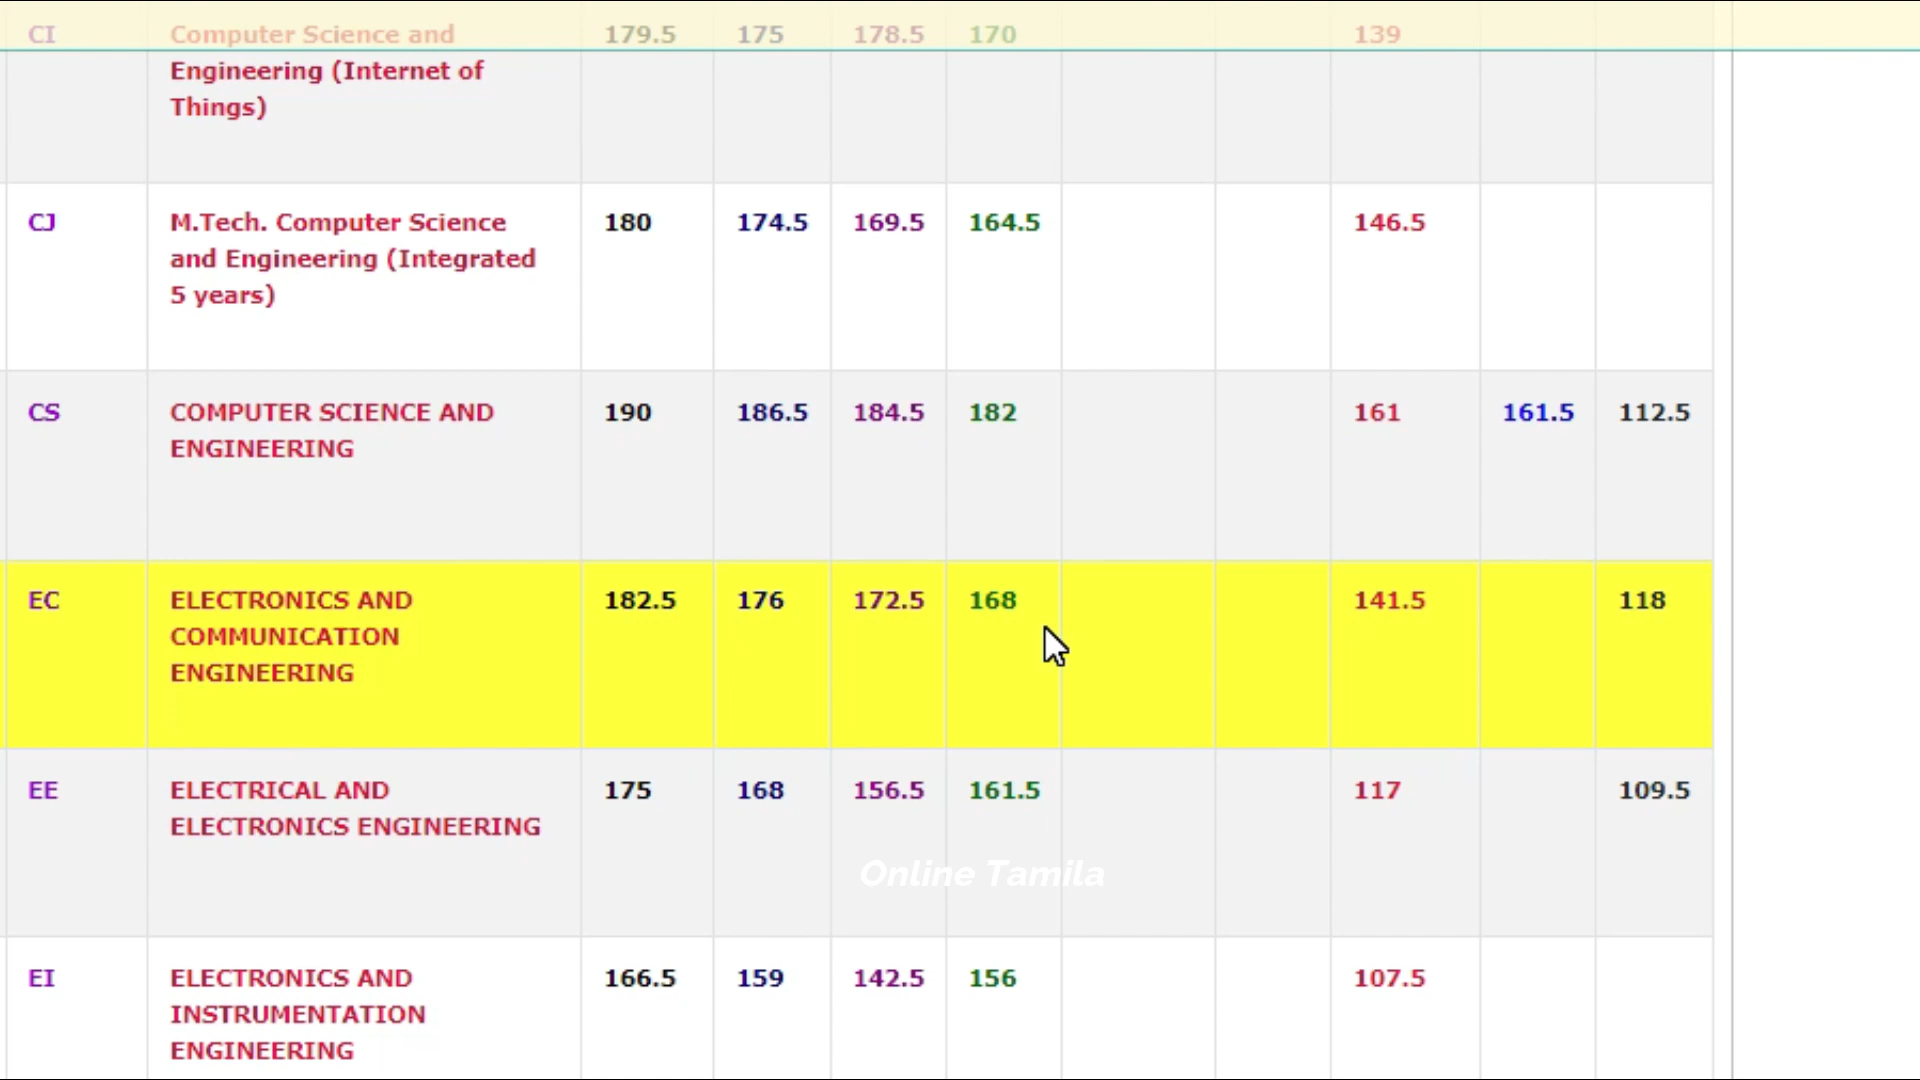 CI Computer Science and 179.5 175 178.5 170 139
Engineering (Internet of
Things)
CJ M.Tech. Computer Science 180 174.5 169.5 164.5 146.5
and Engineering (Integrated
5 years)
CS COMPUTER SCIENCE AND 190 186.5 184.5 182 161 161.5 112.5
ENGINEERING
EC ELECTRONICS AND 182.5 176 172.5 168 141.5 118
COMMUNICATION
ENGINEERING
EE ELECTRICAL AND 175 168 156.5 161.5 117 109.5
ELECTRONICS ENGINEERING
Online Tamila
EI ELECTRONICS AND 166.5 159 142.5 156 107.5
INSTRUMENTATION
ENGINEERING